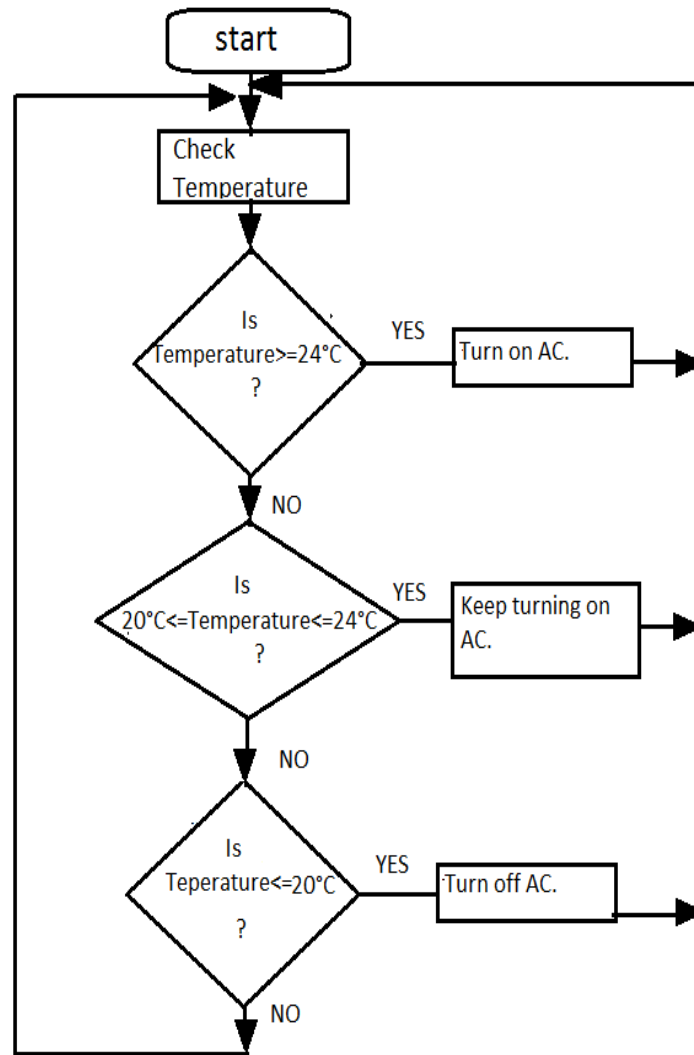 start
Check
Temperature
Is
Temperature>=24°C
?
YES
Turn on AC.
NO
Is
20°C<=Temperature<=24°C
?
YES
Keep turning on
AC.
NO
Is
Teperature<=20°C
?
YES
Turn off AC.
NO